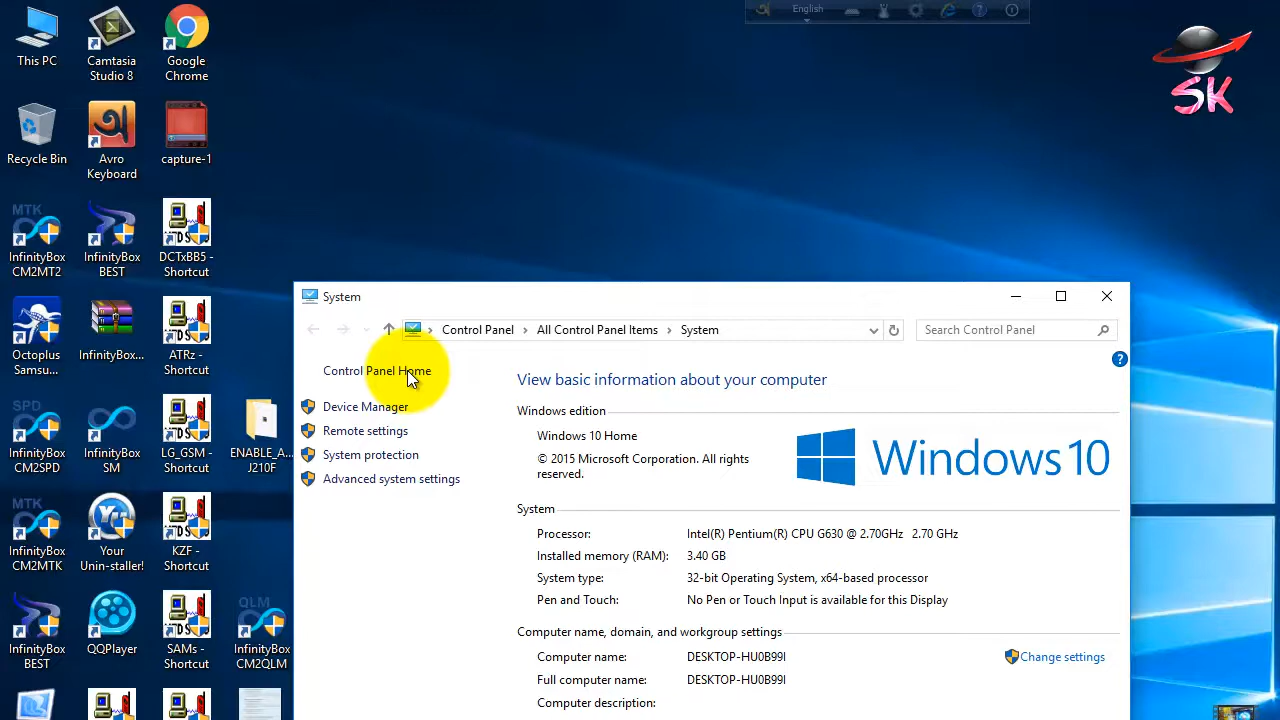 English
SK
This PC
Camtasia
Studio 8
Google
Chrome
Recycle Bin
Avro
Keyboard
capture-1
MTK
InfinityBox
CM2MT2
InfinityBox
BEST
DCTxBB5 -
Shortcut
Octoplus
Samsu...
InfinityBox...
ATRz -
Shortcut
SPD
InfinityBox
CM2SPD
InfinityBox
SM
LG_GSM -
Shortcut
ENABLE_A...
J210F
MTK
InfinityBox
CM2MTK
Your
Unin-staller!
KZF -
Shortcut
InfinityBox
BEST
QQPlayer
SAMs -
Shortcut
QLM
InfinityBox
CM2QLM
System
Control Panel
All Control Panel Items
System
Search Control Panel
Control Panel Home
Device Manager
Remote settings
System protection
Advanced system settings
View basic information about your computer
Windows edition
Windows 10 Home
© 2015 Microsoft Corporation. All rights
reserved.
Windows 10
System
Processor: Intel(R) Pentium(R) CPU G630 @ 2.70GHz 2.70 GHz
Installed memory (RAM): 3.40 GB
System type: 32-bit Operating System, x64-based processor
Pen and Touch: No Pen or Touch Input is available for this Display
Computer name, domain, and workgroup settings
Computer name: DESKTOP-HU0B99I
Change settings
Full computer name: DESKTOP-HU0B99I
Computer description: